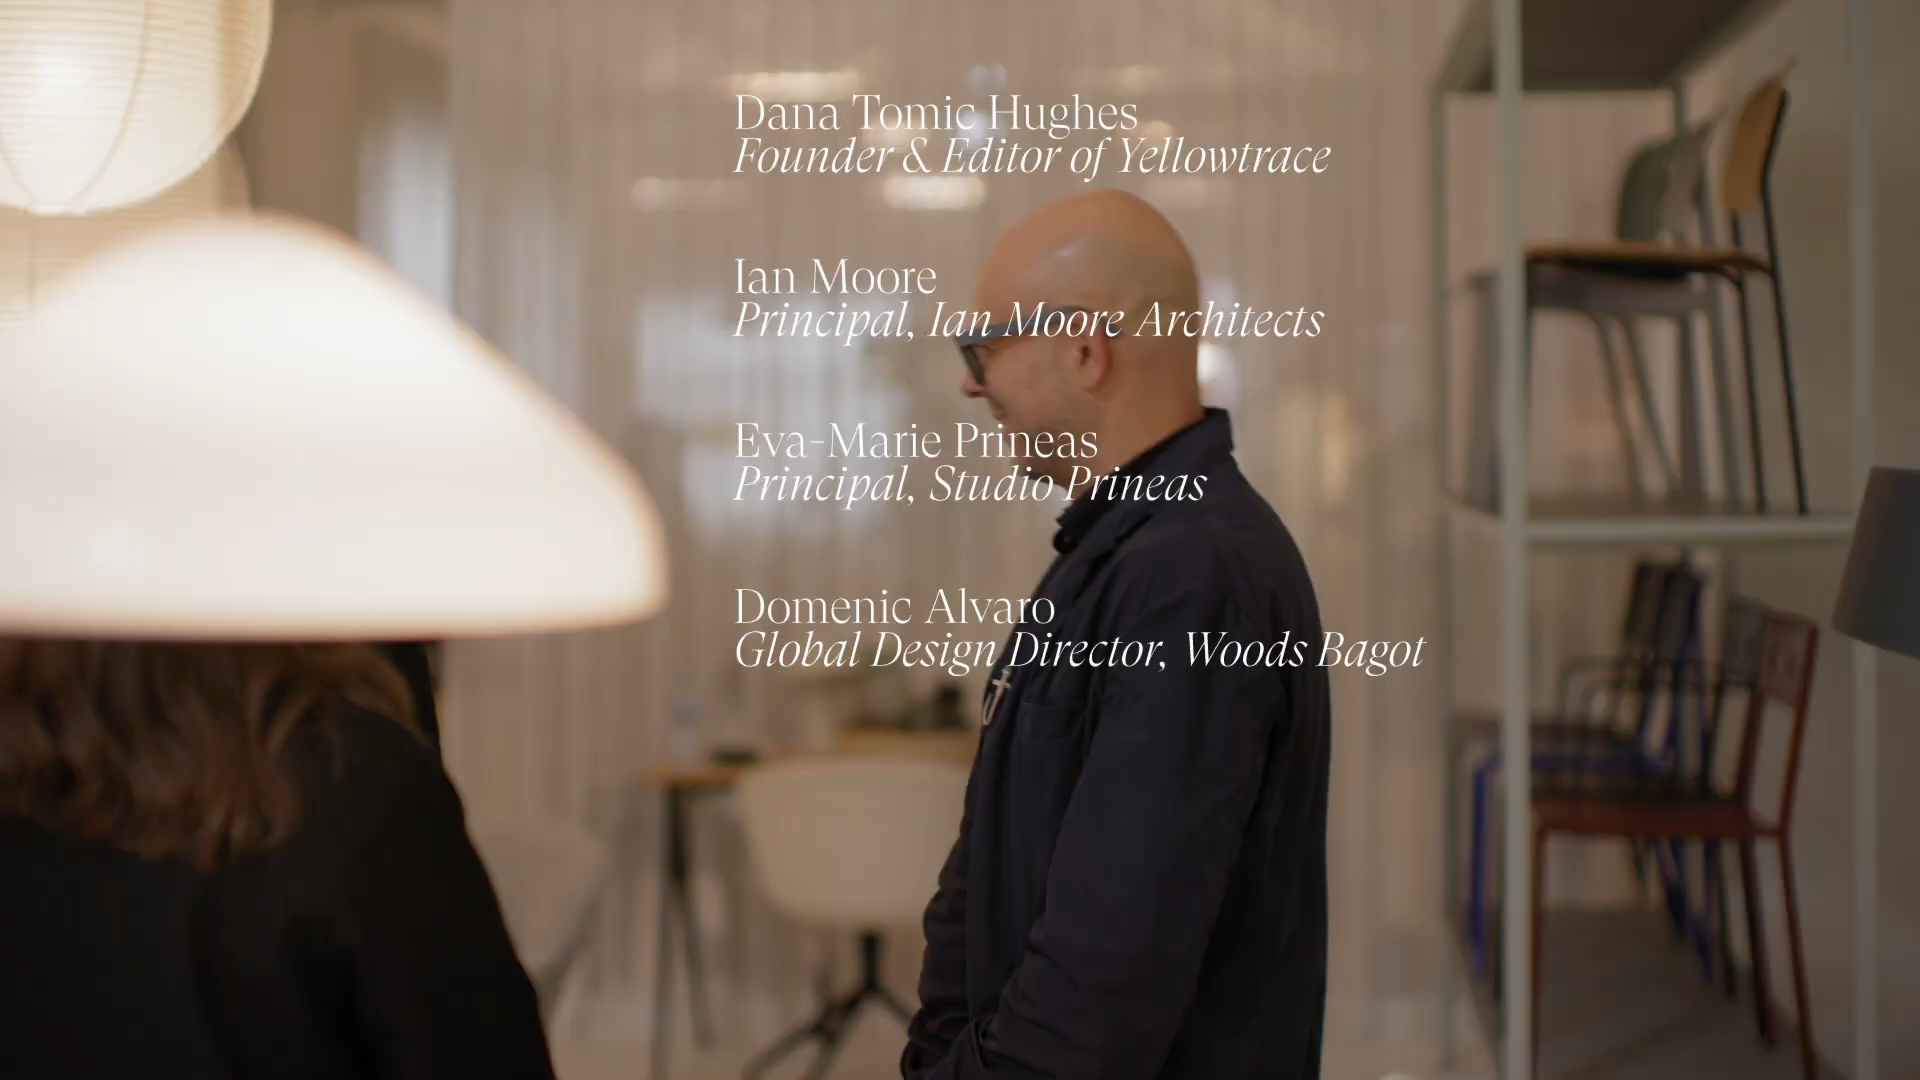 Dana Tomic Hughes
Founder & Editor of Yellowtrace
Ian Moore
Principal, Ian Moore Architects
Eva-Marie Prineas
Principal, Studio Prineas
Domenic Alvaro
Global Design Director, Woods Bagot